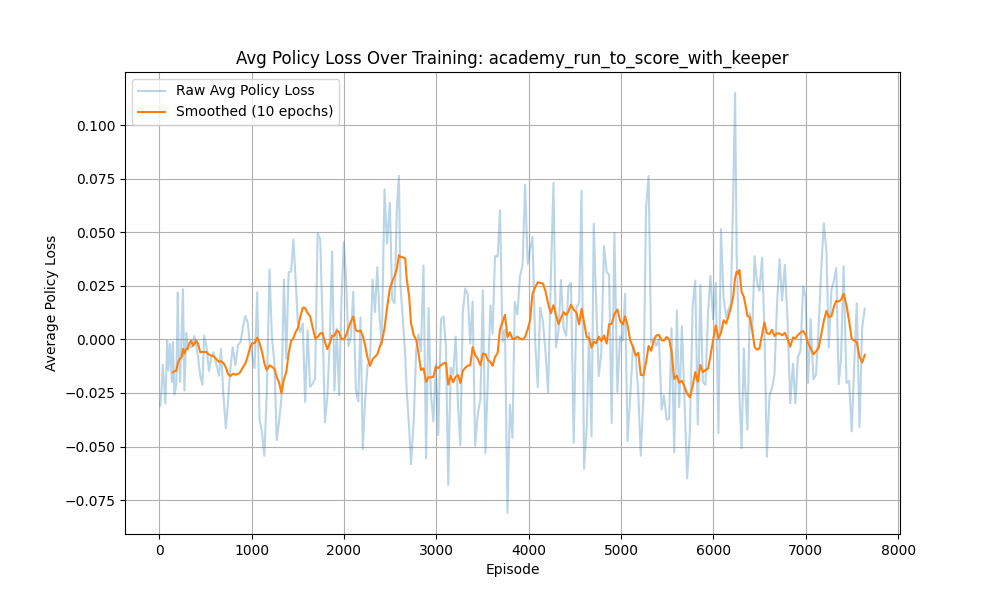 Avg Policy Loss Over Training: academy_run_to_score_with_keeper
Raw Avg Policy Loss
Smoothed (10 epochs)
Average Policy Loss
0.100
0.075
0.050
0.025
0.000
−0.025
−0.050
−0.075
0 1000 2000 3000 4000 5000 6000 7000 8000
Episode